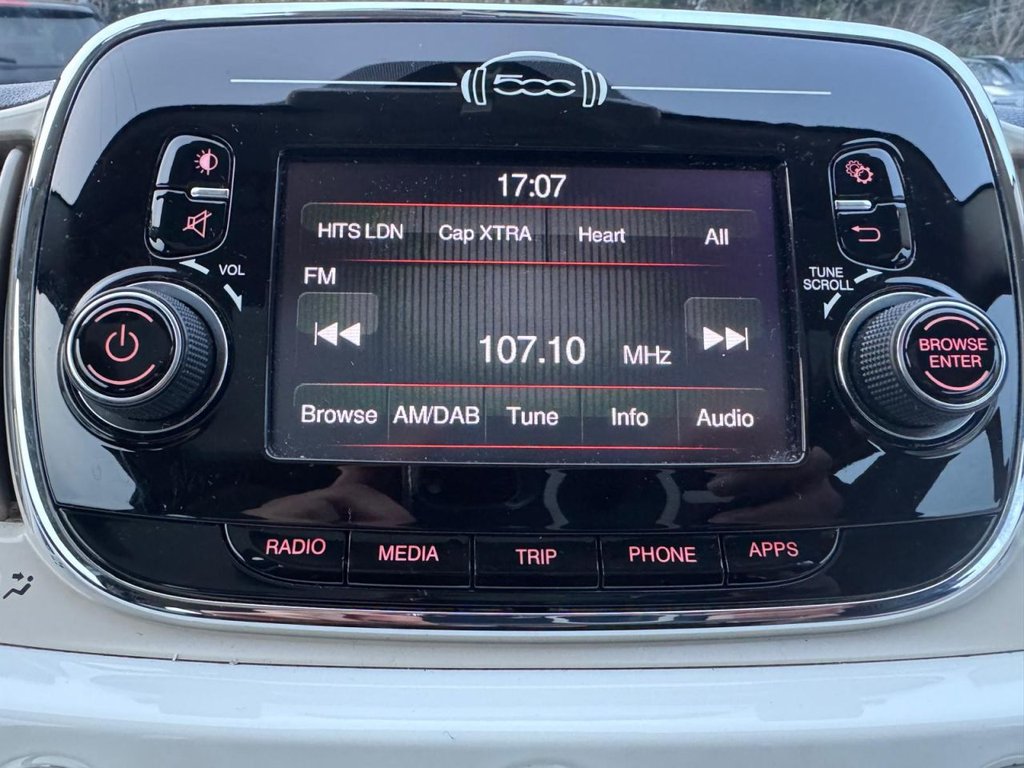 500
17:07
HITS LDN Cap XTRA Heart All
FM
VOL
TUNE
SCROLL
107.10 MHz
BROWSE
ENTER
Browse AM/DAB Tune Info Audio
RADIO MEDIA TRIP PHONE APPS